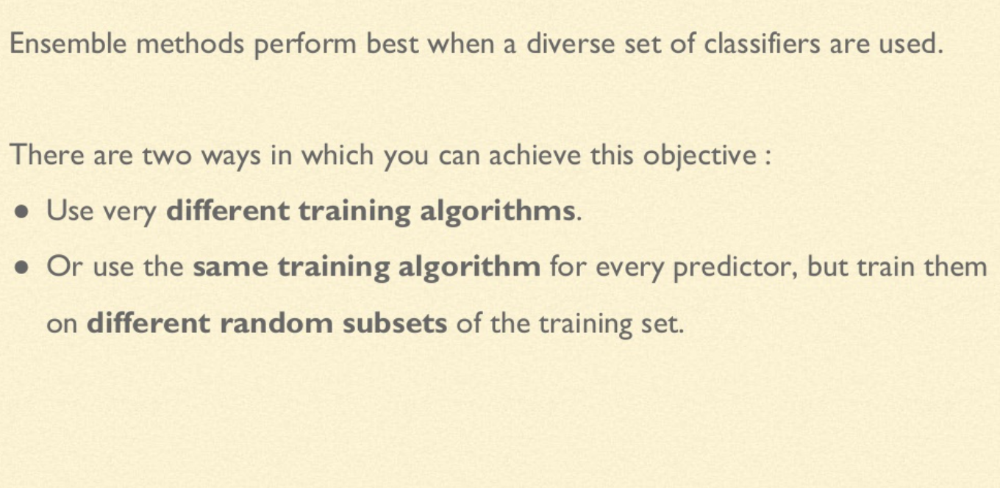 Ensemble methods perform best when a diverse set of classifiers are used.
There are two ways in which you can achieve this objective :
● Use very different training algorithms.
● Or use the same training algorithm for every predictor, but train them
on different random subsets of the training set.